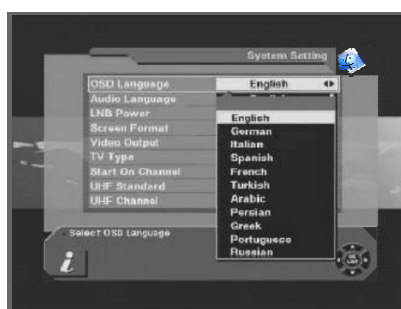 System Setting
OSD Language English
Audio Language
LNB Power
Screen Format
Video Output
TV Type
Start On Channel
UHF Standard
UHF Channel
English
German
Italian
Spanish
French
Turkish
Arabic
Persian
Greek
Portuguese
Russian
Select OSD Language